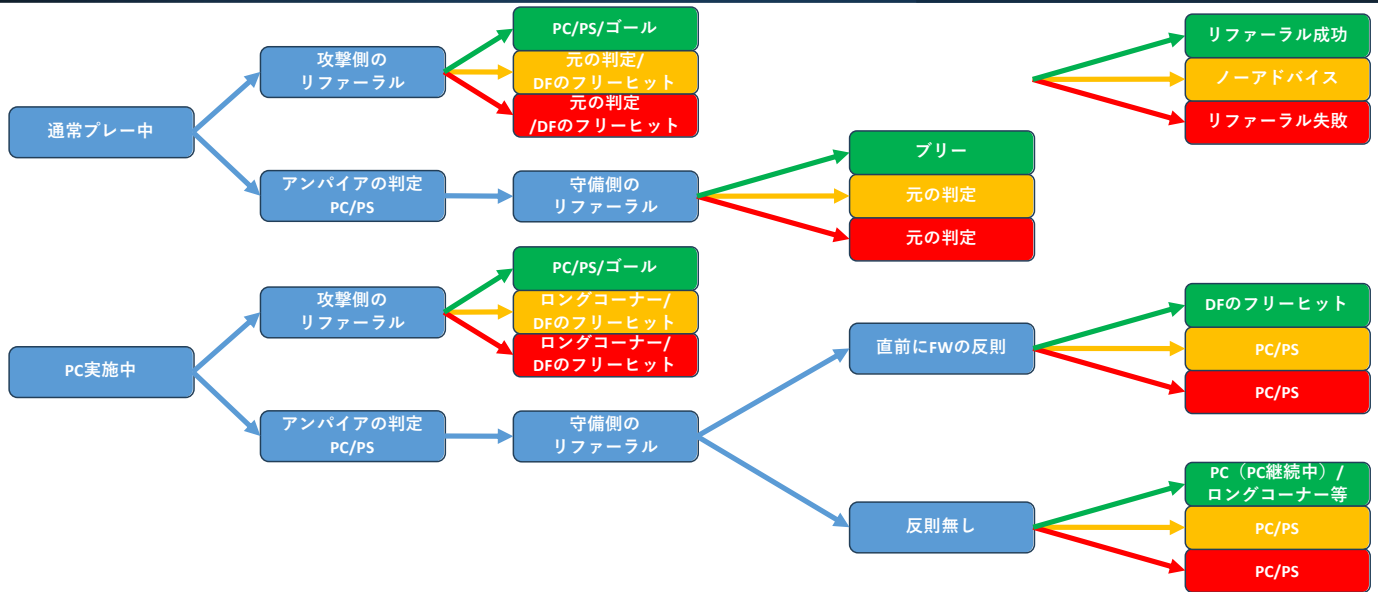 通常プレー中
攻撃側の
リファーラル
PC/PS/ゴール
元の判定/
DFのフリーヒット
元の判定
/DFのフリーヒット
アンパイアの判定
PC/PS
守備側の
リファーラル
ブリー
元の判定
元の判定
リファーラル成功
ノーアドバイス
リファーラル失敗
PC実施中
攻撃側の
リファーラル
PC/PS/ゴール
ロングコーナー/
DFのフリーヒット
ロングコーナー/
DFのフリーヒット
アンパイアの判定
PC/PS
守備側の
リファーラル
直前にFWの反則
DFのフリーヒット
PC/PS
PC/PS
反則無し
PC（PC継続中）/
ロングコーナー等
PC/PS
PC/PS